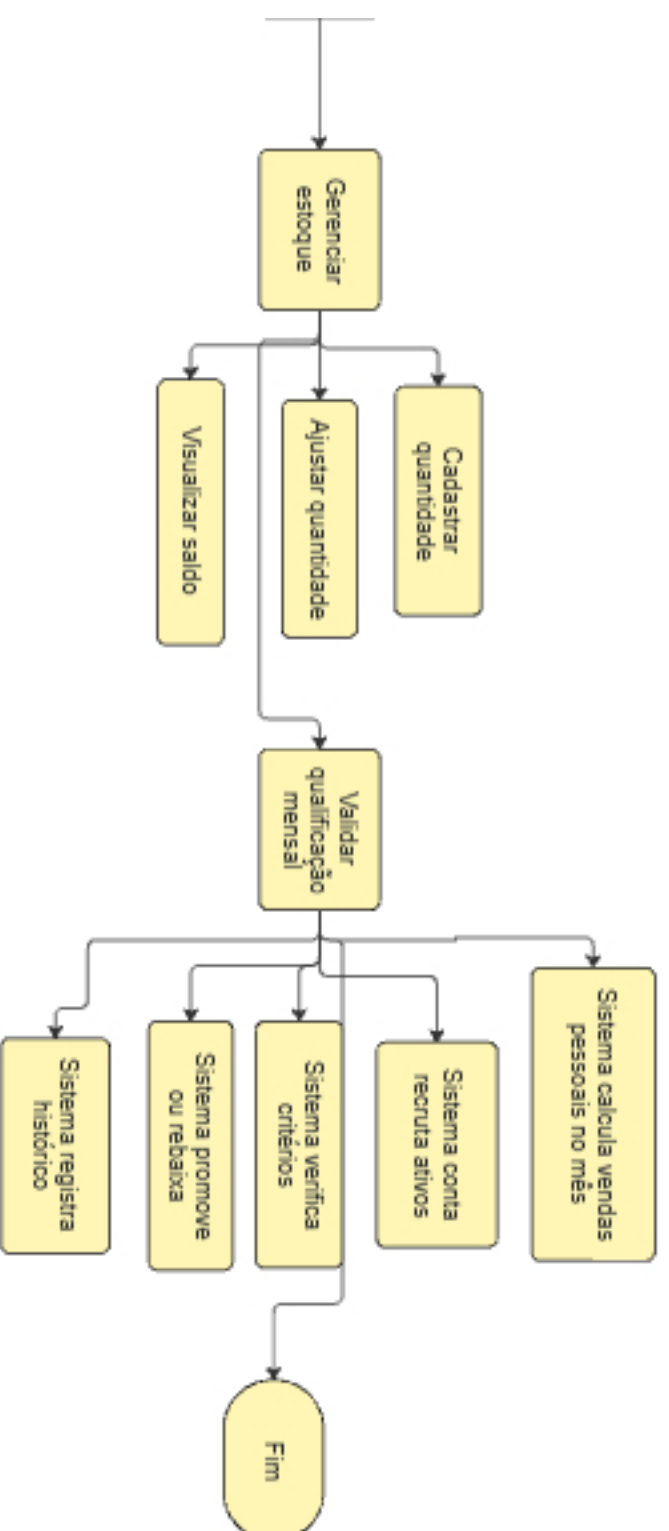 Gerenciar
estoque
Cadastrar
quantidade
Ajustar quantidade
Visualizar saldo
Validar
qualificação
mensal
Sistema calcula vendas
pessoais no mês
Sistema conta
recruta ativos
Sistema verifica
critérios
Sistema promove
ou rebaixa
Sistema registra
histórico
Fim